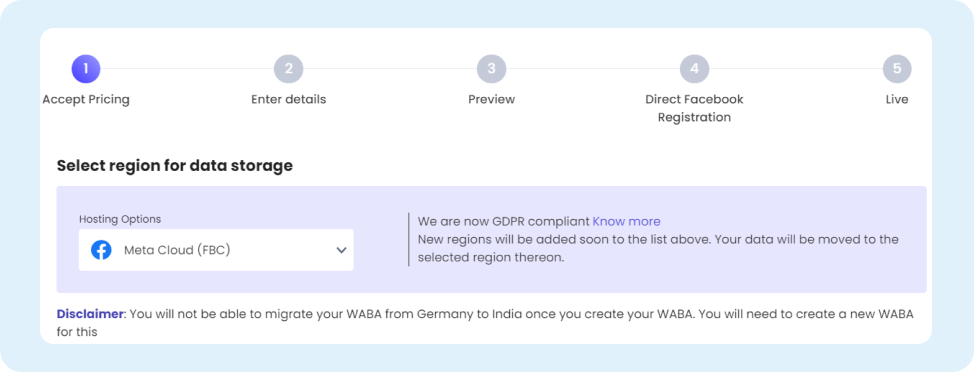 1
2
3
4
5
Accept Pricing
Enter details
Preview
Direct Facebook
Registration
Live
Select region for data storage
Hosting Options
Meta Cloud (FBC)
We are now GDPR compliant Know more
New regions will be added soon to the list above. Your data will be moved to the
selected region thereon.
Disclaimer: You will not be able to migrate your WABA from Germany to India once you create your WABA. You will need to create a new WABA
for this